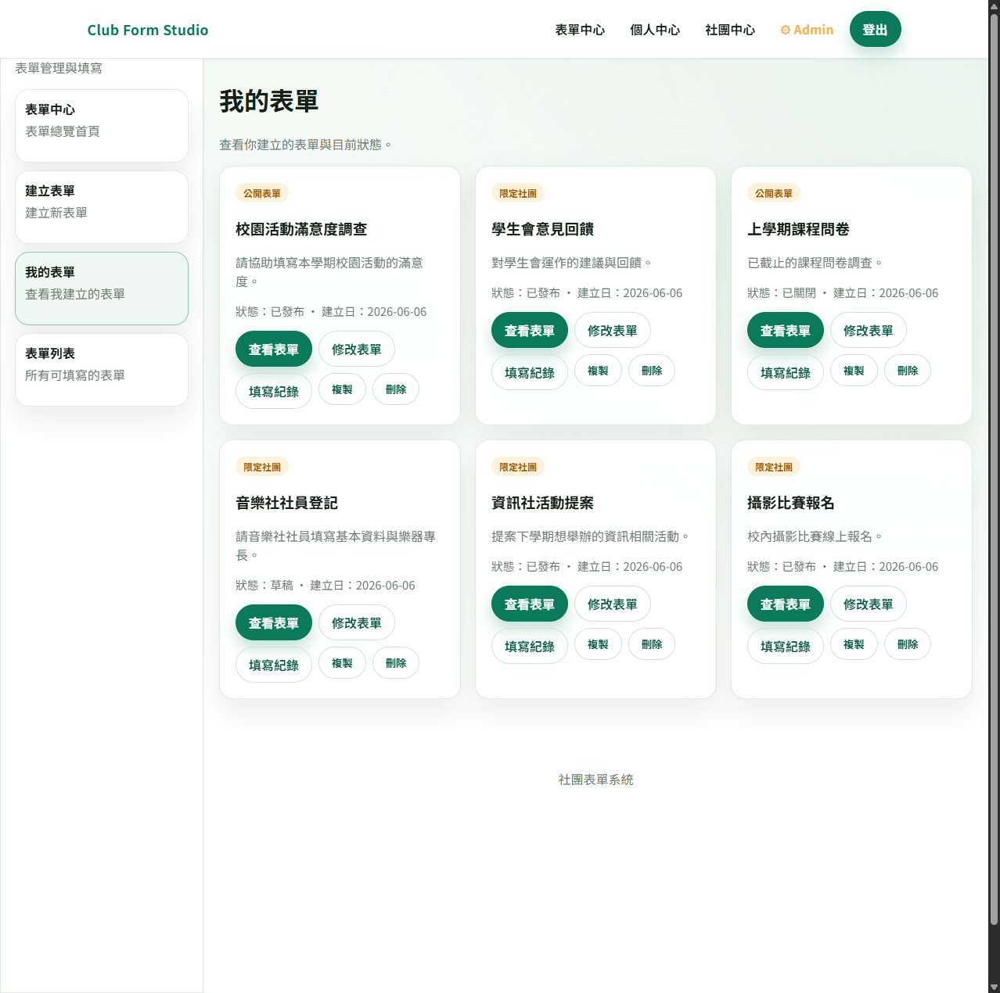 Club Form Studio
表單中心
個人中心
社團中心
⚙ Admin
登出
表單管理與填寫
表單中心
表單總覽首頁
建立表單
建立新表單
我的表單
查看我建立的表單
表單列表
所有可填寫的表單
我的表單
查看你建立的表單與目前狀態。
公開表單
校園活動滿意度調查
請協助填寫本學期校園活動的滿意
度。
狀態：已發布 · 建立日：2026-06-06
查看表單
修改表單
填寫紀錄
複製
刪除
限定社團
學生會意見回饋
對學生會運作的建議與回饋。
狀態：已發布 · 建立日：2026-06-06
查看表單
修改表單
填寫紀錄
複製
刪除
公開表單
上學期課程問卷
已截止的課程問卷調查。
狀態：已關閉 · 建立日：2026-06-06
查看表單
修改表單
填寫紀錄
複製
刪除
限定社團
音樂社社員登記
請音樂社社員填寫基本資料與樂器專
長。
狀態：草稿 · 建立日：2026-06-06
查看表單
修改表單
填寫紀錄
複製
刪除
限定社團
資訊社活動提案
提案下學期想舉辦的資訊相關活動。
狀態：已發布 · 建立日：2026-06-06
查看表單
修改表單
填寫紀錄
複製
刪除
限定社團
攝影比賽報名
校內攝影比賽線上報名。
狀態：已發布 · 建立日：2026-06-06
查看表單
修改表單
填寫紀錄
複製
刪除
社團表單系統